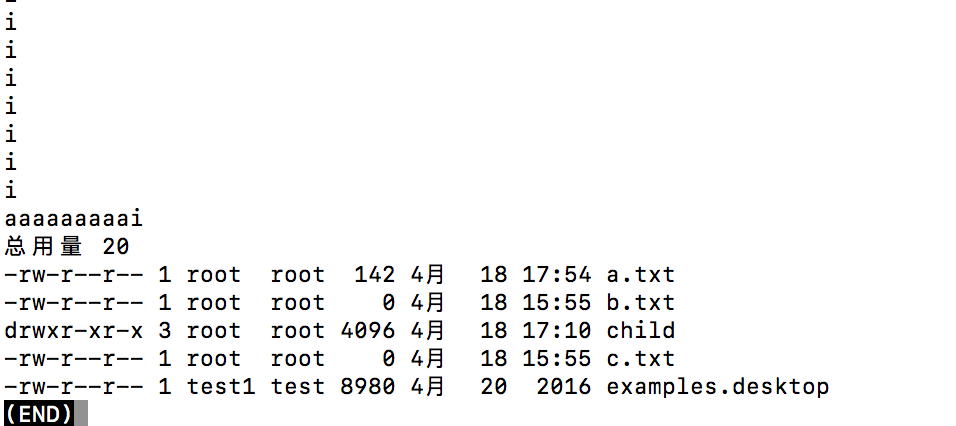 i
i
i
i
i
i
i
aaaaaaaaai
总用量 20
-rw-r--r-- 1 root  root  142 4月  18 17:54 a.txt
-rw-r--r-- 1 root  root    0 4月  18 15:55 b.txt
drwxr-xr-x 3 root  root 4096 4月  18 17:10 child
-rw-r--r-- 1 root  root    0 4月  18 15:55 c.txt
-rw-r--r-- 1 test1 test 8980 4月  20  2016 examples.desktop
(END)